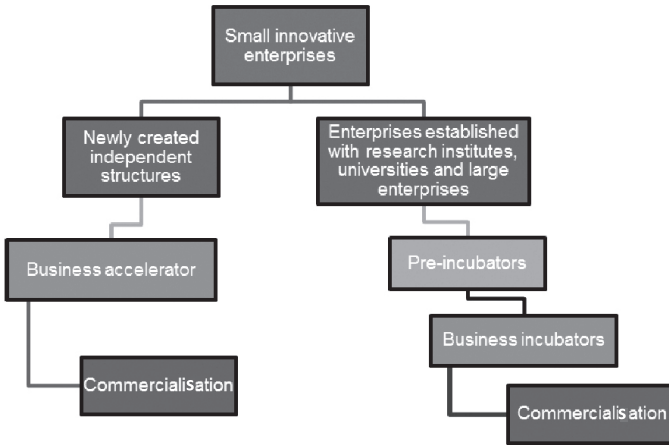 Small innovative
enterprises
Newly created
independent
structures
Enterprises established
with research institutes,
universities and large
enterprises
Business accelerator
Pre-incubators
Business incubators
Commercialisation
Commercialisation